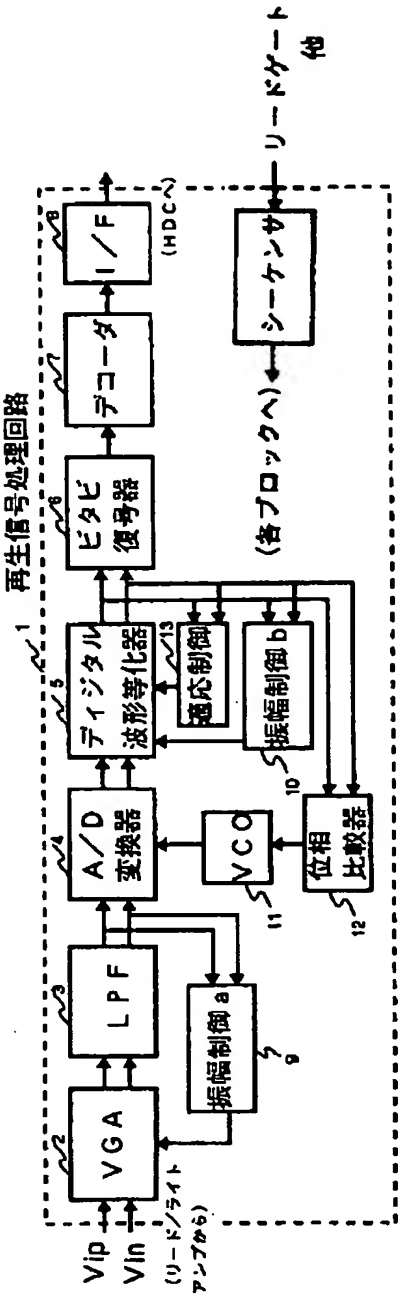 再生信号処理回路
1
Vip
Vin
(リード/ライト
アンプから)
2
VGA
3
LPF
4
A/D
変換器
5
ディジタル
波形等化器
6
ビタビ
復号器
7
デコーダ
8
I/F
(HDCへ)
9
振幅制御a
11
VCO
13
適応制御
10
振幅制御b
12
位相
比較器
(各ブロックへ)
シーケンサ
リードゲート
他